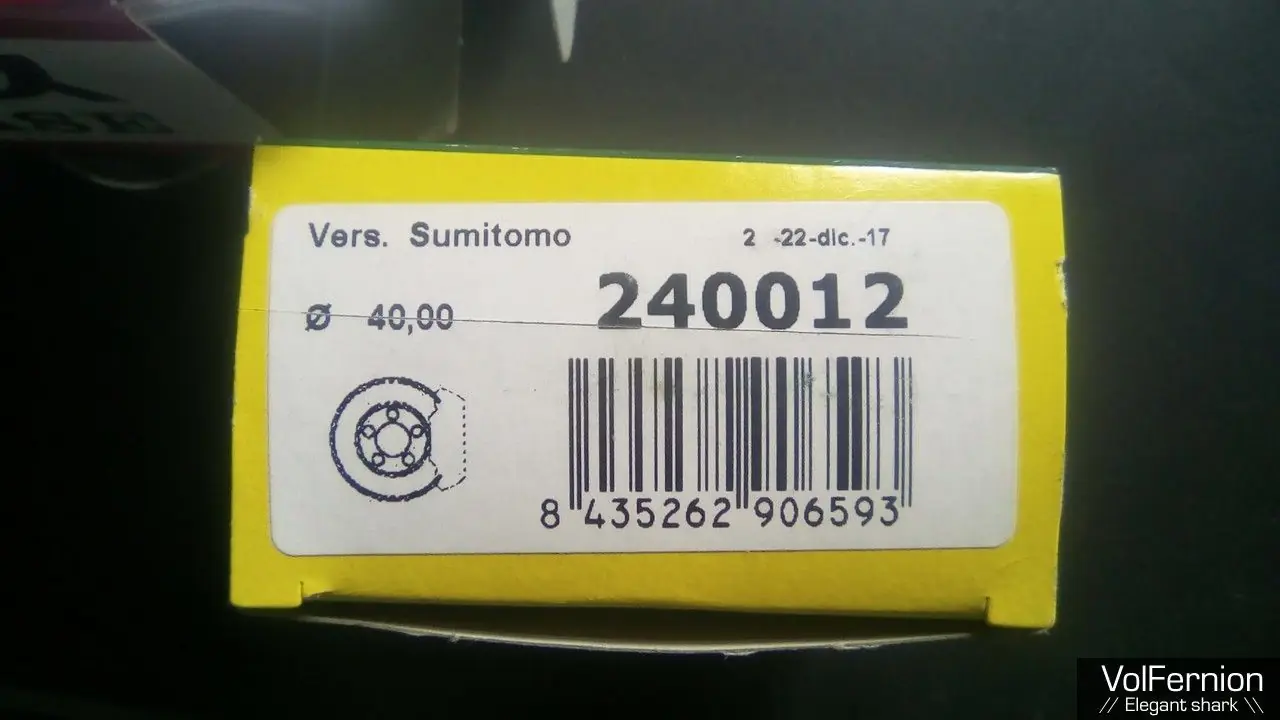 Vers. Sumitomo
2 -22-dic.-17
240012
Ø 40,00
8 435262 906593
VolFernion
// Elegant shark \\